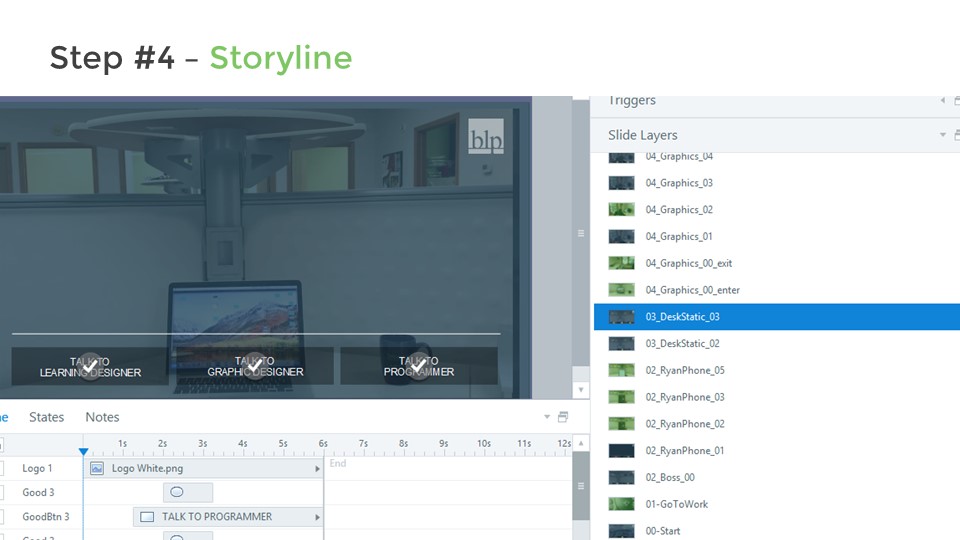 Step #4 – Storyline
blp
TALK TO
LEARNING DESIGNER
TALK TO
GRAPHIC DESIGNER
TALK TO
PROGRAMMER
Triggers
Slide Layers
04_Graphics_04
04_Graphics_03
04_Graphics_02
04_Graphics_01
04_Graphics_00_exit
04_Graphics_00_enter
03_DeskStatic_03
03_DeskStatic_02
02_RyanPhone_05
02_RyanPhone_03
02_RyanPhone_02
02_RyanPhone_01
02_Boss_00
01-GoToWork
00-Start
States Notes
1s 2s 3s 4s 5s 6s 7s 8s 9s 10s 11s 12s
Logo 1 Logo White.png End
Good 3
GoodBtn 3 TALK TO PROGRAMMER